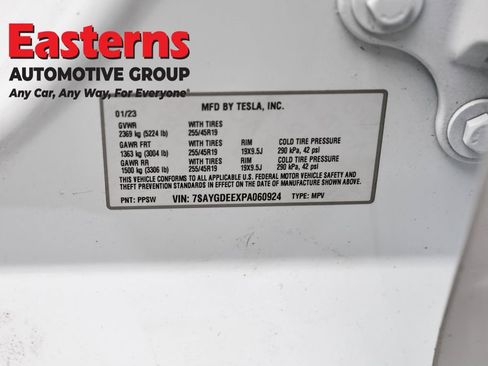 Easterns
AUTOMOTIVE GROUP
Any Car, Any Way, For Everyone®
MFD BY TESLA, INC.
01/23
GVWR WITH TIRES
2369 kg (5224 lb) 255/45R19
GAWR FRT WITH TIRES RIM COLD TIRE PRESSURE
1363 kg (3004 lb) 255/45R19 19X9.5J 290 kPa, 42 psi
GAWR RR WITH TIRES RIM COLD TIRE PRESSURE
1500 kg (3306 lb) 255/45R19 19X9.5J 290 kPa, 42 psi
THIS VEHICLE CONFORMS TO ALL APPLICABLE U.S. FEDERAL MOTOR VEHICLE SAFETY AND
THEFT PREVENTION STANDARDS IN EFFECT ON DATE OF MANUFACTURE SHOWN ABOVE.
PNT: PPSW VIN: 7SAYGDEEXPA060924 TYPE: MPV